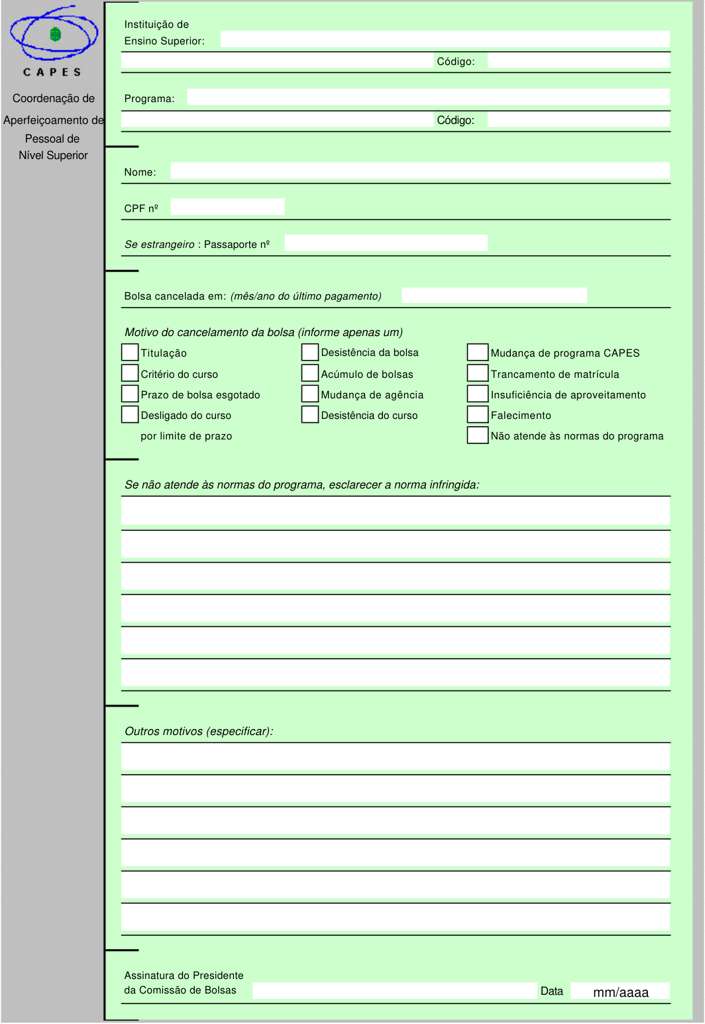 CAPES
Coordenação de
Aperfeiçoamento de
Pessoal de
Nível Superior
Instituição de
Ensino Superior:
Código:
Programa:
Código:
Nome:
CPF nº
Se estrangeiro : Passaporte nº
Bolsa cancelada em: (mês/ano do último pagamento)
Motivo do cancelamento da bolsa (informe apenas um)
Titulação Desistência da bolsa Mudança de programa CAPES
Critério do curso Acúmulo de bolsas Trancamento de matrícula
Prazo de bolsa esgotado Mudança de agência Insuficiência de aproveitamento
Desligado do curso Desistência do curso Falecimento
por limite de prazo Não atende às normas do programa
Se não atende às normas do programa, esclarecer a norma infringida:
Outros motivos (especificar):
Assinatura do Presidente
da Comissão de Bolsas Data mm/aaaa